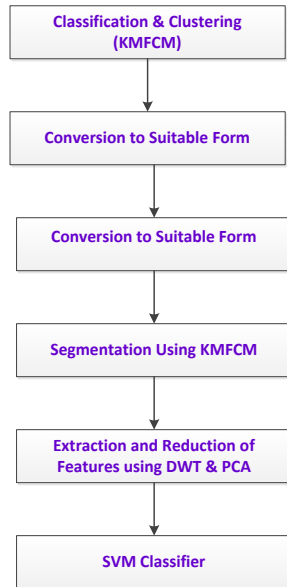 Classification & Clustering
(KMFCM)
Conversion to Suitable Form
Conversion to Suitable Form
Segmentation Using KMFCM
Extraction and Reduction of
Features using DWT & PCA
SVM Classifier